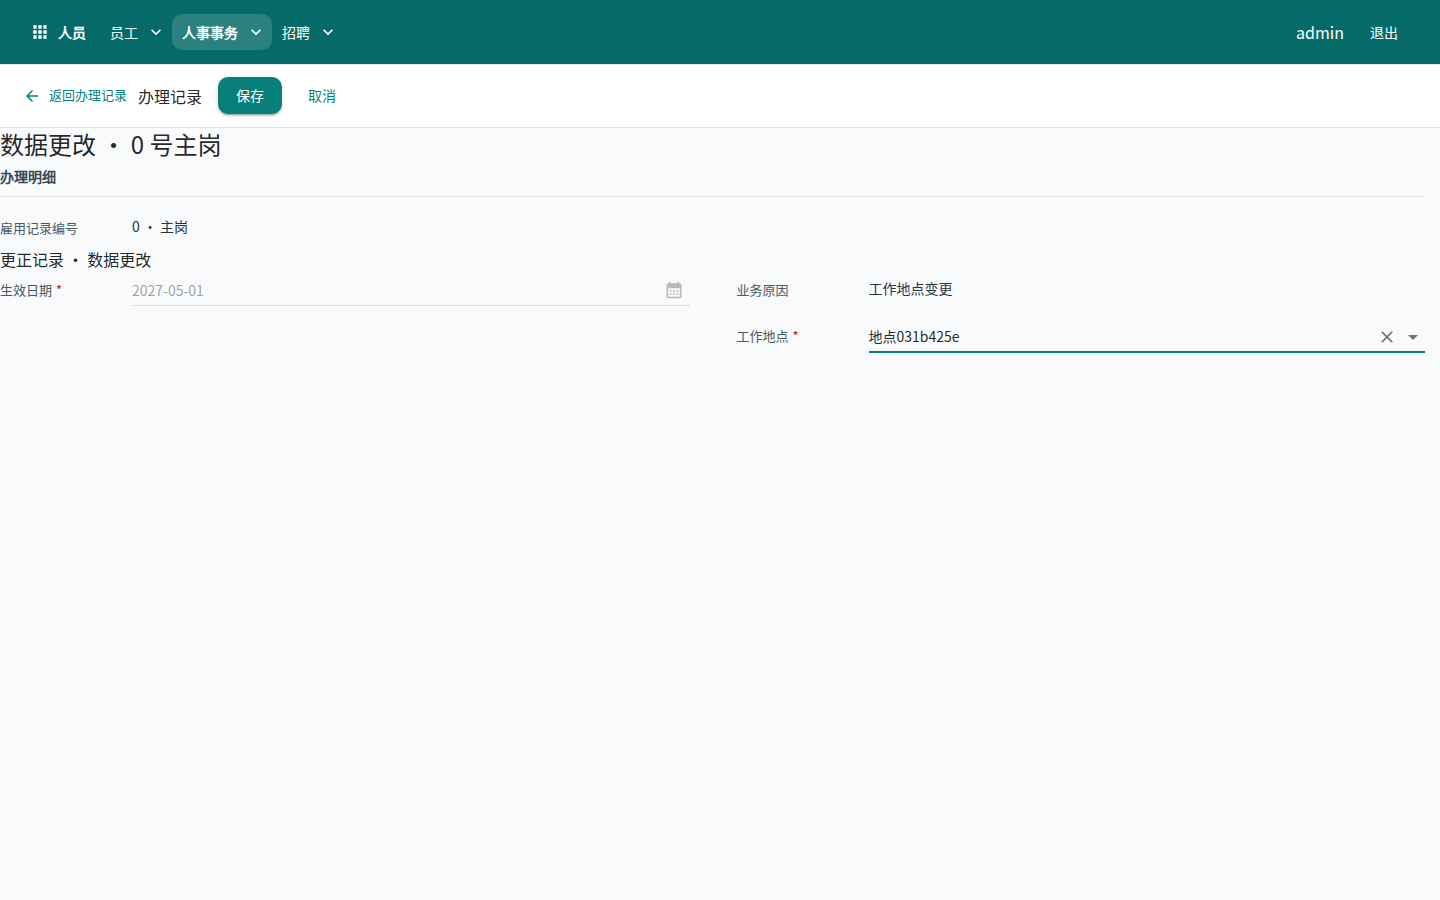 人员 员工 人事事务 招聘 admin 退出
返回办理记录 办理记录 保存 取消
数据更改 · 0 号主岗
办理明细
雇用记录编号 0 · 主岗
更正记录 · 数据更改
生效日期 * 2027-05-01 业务原因 工作地点变更
工作地点 * 地点031b425e